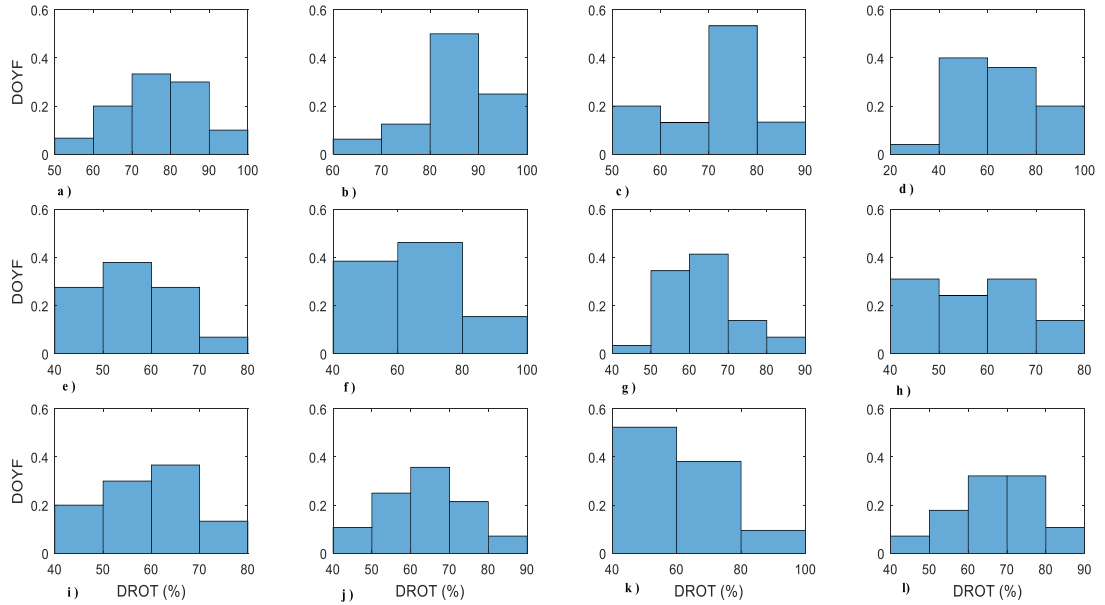 0.6 0.6 0.6 0.6
DOYF 0.4 0.4 0.4 0.4
0.2 0.2 0.2 0.2
0 0 0 0
50 60 70 80 90 100 60 70 80 90 100 50 60 70 80 90 20 40 60 80 100
a ) b ) c ) d )
0.6 0.6 0.6 0.6
DOYF 0.4 0.4 0.4 0.4
0.2 0.2 0.2 0.2
0 0 0 0
40 50 60 70 80 40 60 80 100 40 50 60 70 80 90 40 50 60 70 80
e ) f ) g ) h )
0.6 0.6 0.6 0.6
DOYF 0.4 0.4 0.4 0.4
0.2 0.2 0.2 0.2
0 0 0 0
40 50 60 70 80 40 50 60 70 80 90 40 60 80 100 40 50 60 70 80 90
i ) DROT (%) j ) DROT (%) k ) DROT (%) l ) DROT (%)